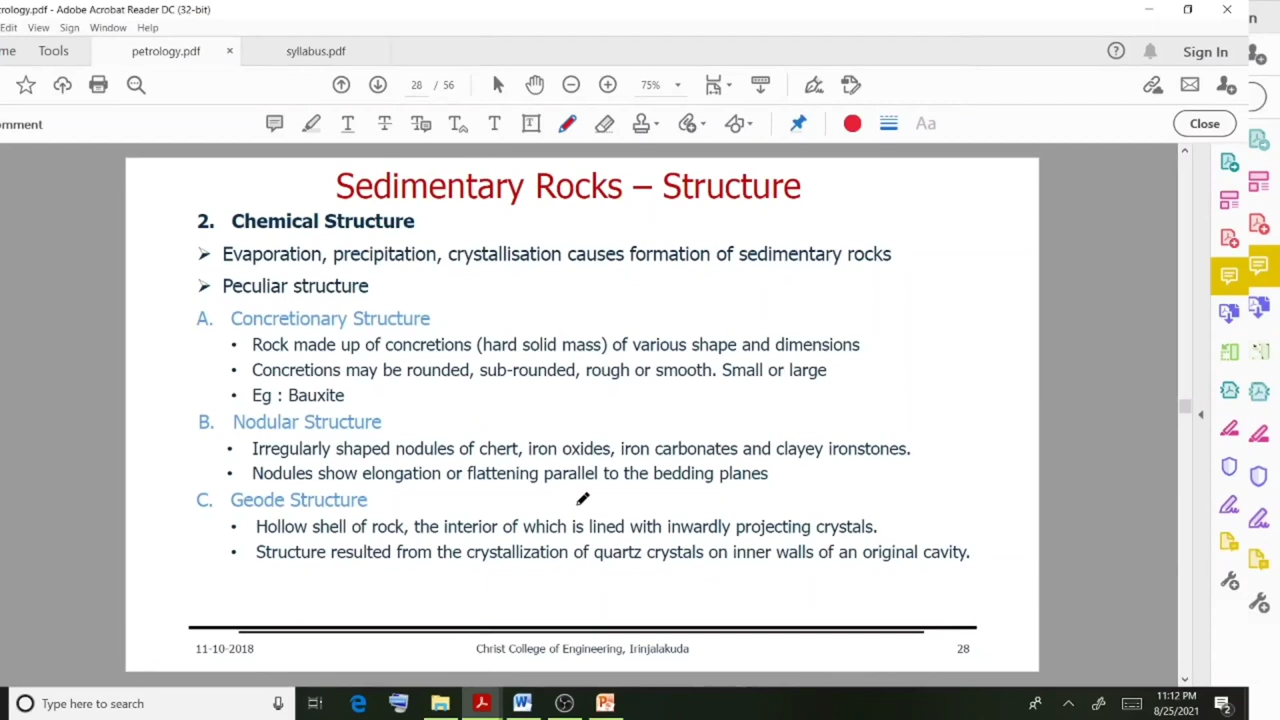 trology.pdf - Adobe Acrobat Reader DC (32-bit)
Edit View Sign Window Help
me Tools petrology.pdf × syllabus.pdf Sign In
28 / 56 75%
omment T T T T T Aa Close
Sedimentary Rocks – Structure
2. Chemical Structure
➢ Evaporation, precipitation, crystallisation causes formation of sedimentary rocks
➢ Peculiar structure
A. Concretionary Structure
• Rock made up of concretions (hard solid mass) of various shape and dimensions
• Concretions may be rounded, sub-rounded, rough or smooth. Small or large
• Eg : Bauxite
B. Nodular Structure
• Irregularly shaped nodules of chert, iron oxides, iron carbonates and clayey ironstones.
• Nodules show elongation or flattening parallel to the bedding planes
C. Geode Structure
• Hollow shell of rock, the interior of which is lined with inwardly projecting crystals.
• Structure resulted from the crystallization of quartz crystals on inner walls of an original cavity.
11-10-2018 Christ College of Engineering, Irinjalakuda 28
Type here to search
11:12 PM
8/25/2021
2